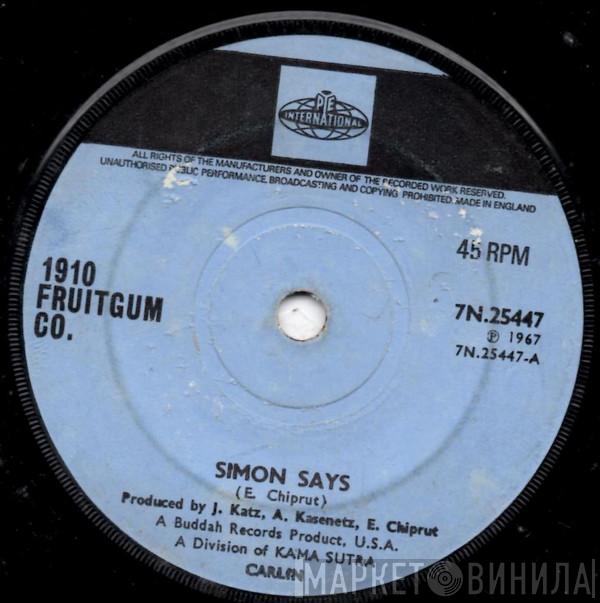 PYE
INTERNATIONAL
ALL RIGHTS OF THE MANUFACTURERS AND OWNER OF THE RECORDED WORK RESERVED.
UNAUTHORISED PUBLIC PERFORMANCE, BROADCASTING AND COPYING PROHIBITED. MADE IN ENGLAND
45 RPM
1910
FRUITGUM
CO.
7N.25447
℗ 1967
7N.25447-A
SIMON SAYS
(E. Chiprut)
Produced by J. Katz, A. Kasenetz, E. Chiprut
A Buddah Records Product, U.S.A.
A Division of KAMA SUTRA
CARLIN
МАРКЕТ ВИНИЛА